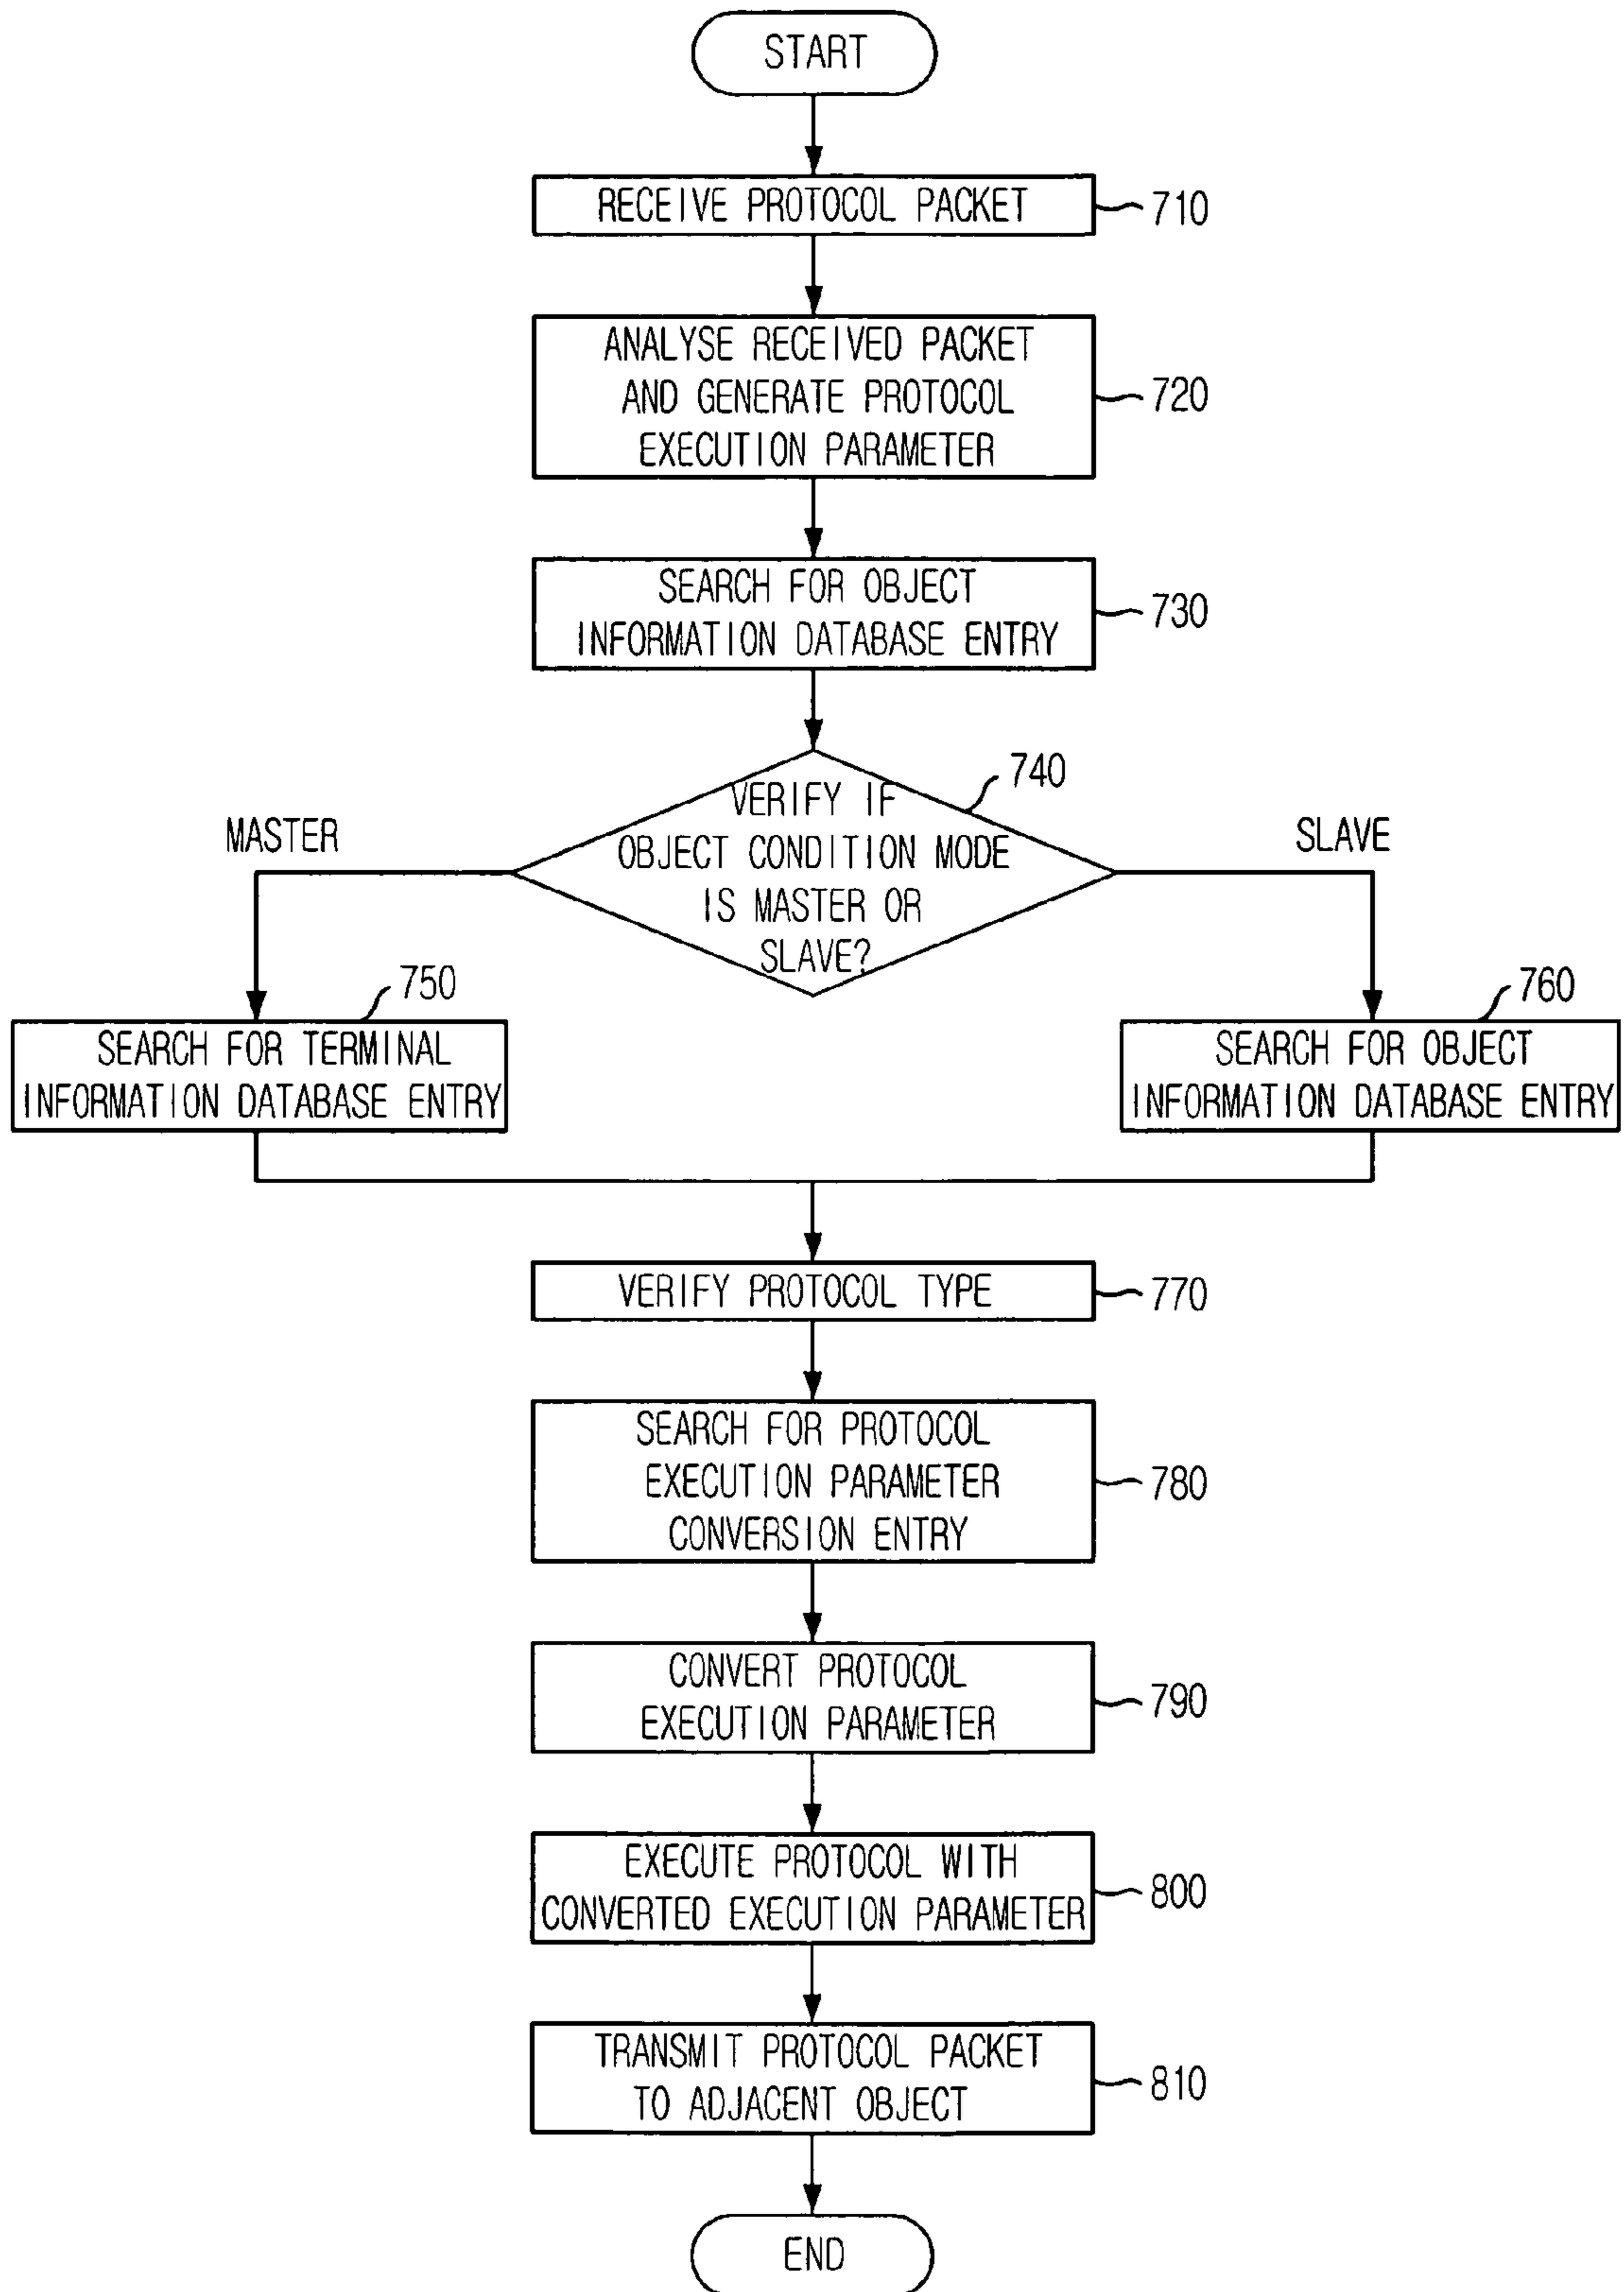 START
RECEIVE PROTOCOL PACKET
710
ANALYSE RECEIVED PACKET
AND GENERATE PROTOCOL
EXECUTION PARAMETER
720
SEARCH FOR OBJECT
INFORMATION DATABASE ENTRY
730
740
VERIFY IF
OBJECT CONDITION MODE
IS MASTER OR
SLAVE?
MASTER
SLAVE
750
SEARCH FOR TERMINAL
INFORMATION DATABASE ENTRY
760
SEARCH FOR OBJECT
INFORMATION DATABASE ENTRY
VERIFY PROTOCOL TYPE
770
SEARCH FOR PROTOCOL
EXECUTION PARAMETER
CONVERSION ENTRY
780
CONVERT PROTOCOL
EXECUTION PARAMETER
790
EXECUTE PROTOCOL WITH
CONVERTED EXECUTION PARAMETER
800
TRANSMIT PROTOCOL PACKET
TO ADJACENT OBJECT
810
END